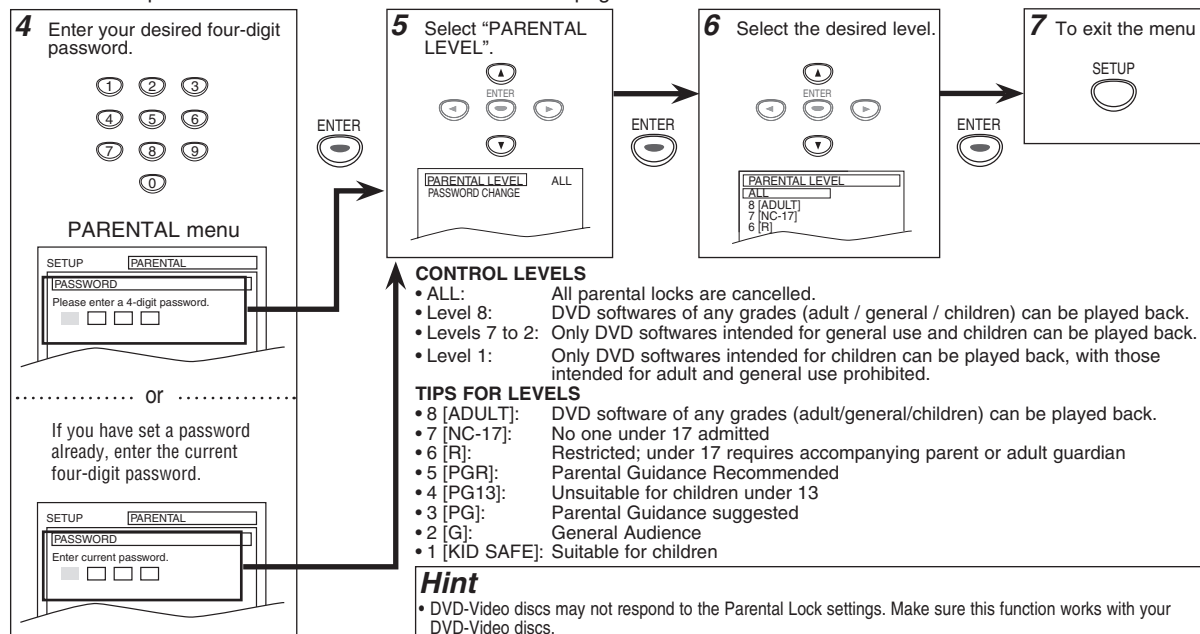 4 Enter your desired four-digit
password.
1 2 3
4 5 6
7 8 9
0
PARENTAL menu
SETUP PARENTAL
PASSWORD
Please enter a 4-digit password.
or
If you have set a password
already, enter the current
four-digit password.
SETUP PARENTAL
PASSWORD
Enter current password.
ENTER
5 Select “PARENTAL
LEVEL”.
ENTER
PARENTAL LEVEL ALL
PASSWORD CHANGE
ENTER
6 Select the desired level.
ENTER
PARENTAL LEVEL
ALL
8 [ADULT]
7 [NC-17]
6 [R]
ENTER
7 To exit the menu
SETUP
CONTROL LEVELS
• ALL: All parental locks are cancelled.
• Level 8: DVD softwares of any grades (adult / general / children) can be played back.
• Levels 7 to 2: Only DVD softwares intended for general use and children can be played back.
• Level 1: Only DVD softwares intended for children can be played back, with those
intended for adult and general use prohibited.
TIPS FOR LEVELS
• 8 [ADULT]: DVD software of any grades (adult/general/children) can be played back.
• 7 [NC-17]: No one under 17 admitted
• 6 [R]: Restricted; under 17 requires accompanying parent or adult guardian
• 5 [PGR]: Parental Guidance Recommended
• 4 [PG13]: Unsuitable for children under 13
• 3 [PG]: Parental Guidance suggested
• 2 [G]: General Audience
• 1 [KID SAFE]: Suitable for children
Hint
• DVD-Video discs may not respond to the Parental Lock settings. Make sure this function works with your
DVD-Video discs.